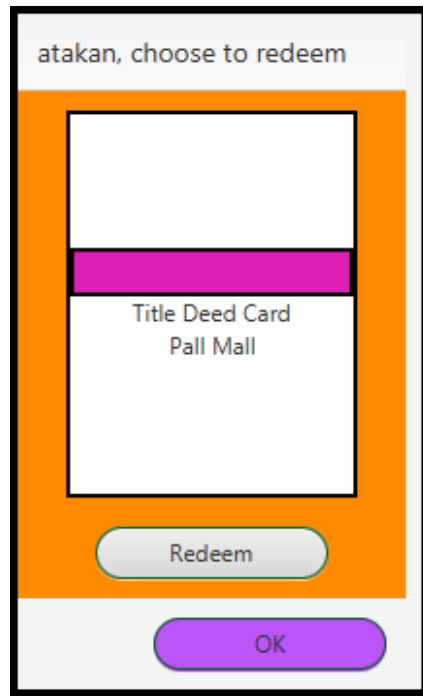 atakan, choose to redeem
Title Deed Card
Pall Mall
Redeem
OK